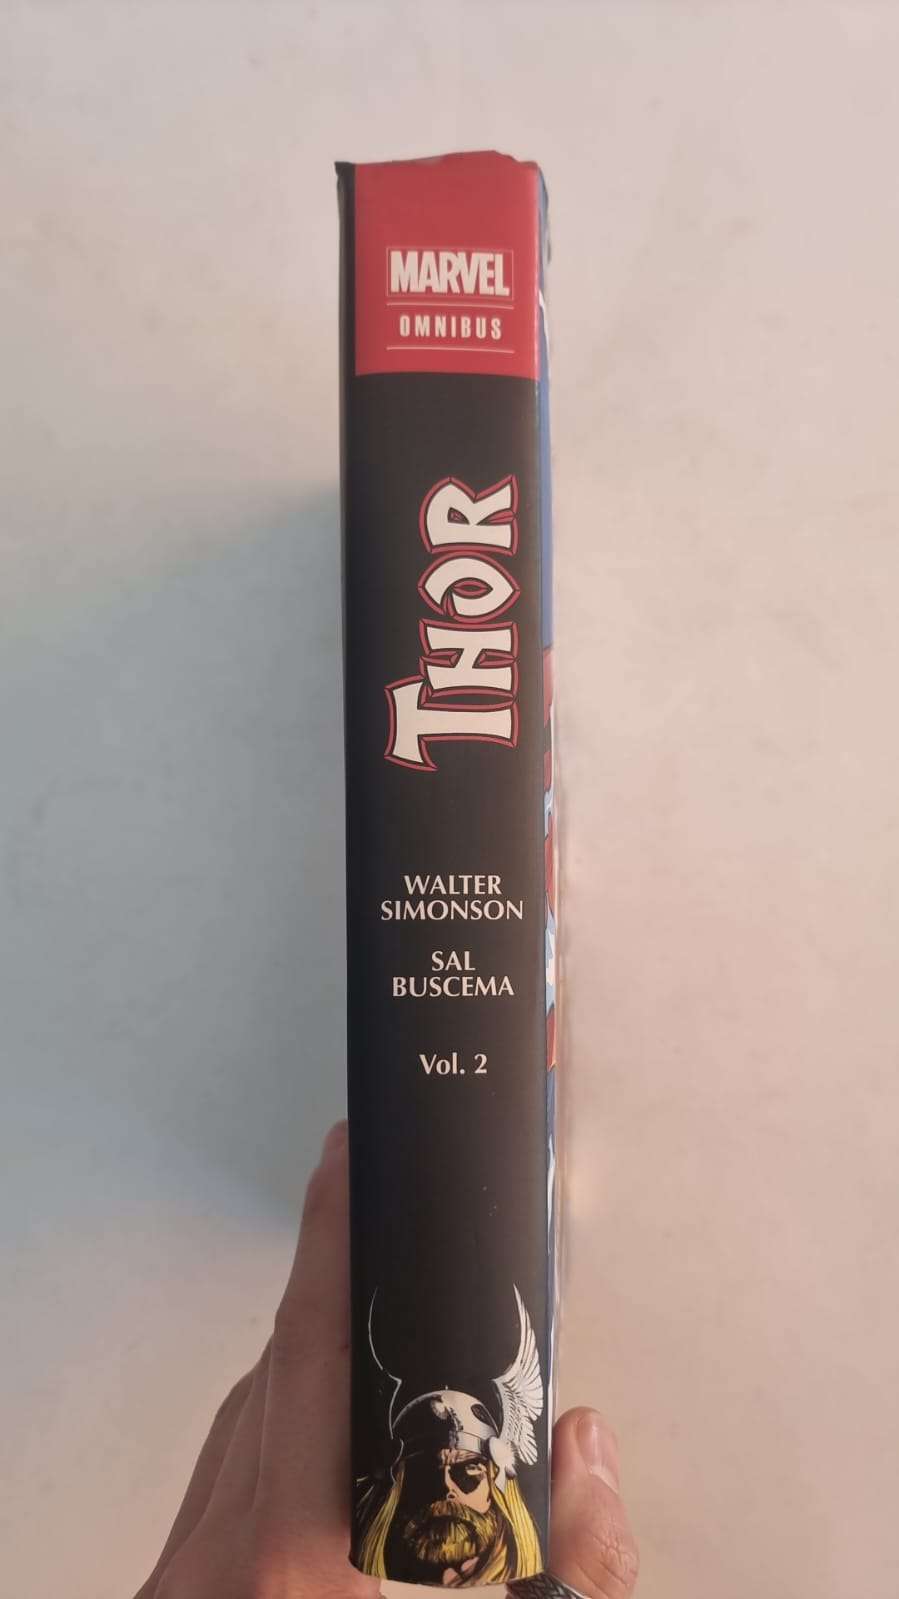 MARVEL
OMNIBUS
THOR
WALTER
SIMONSON
SAL
BUSCEMA
Vol. 2